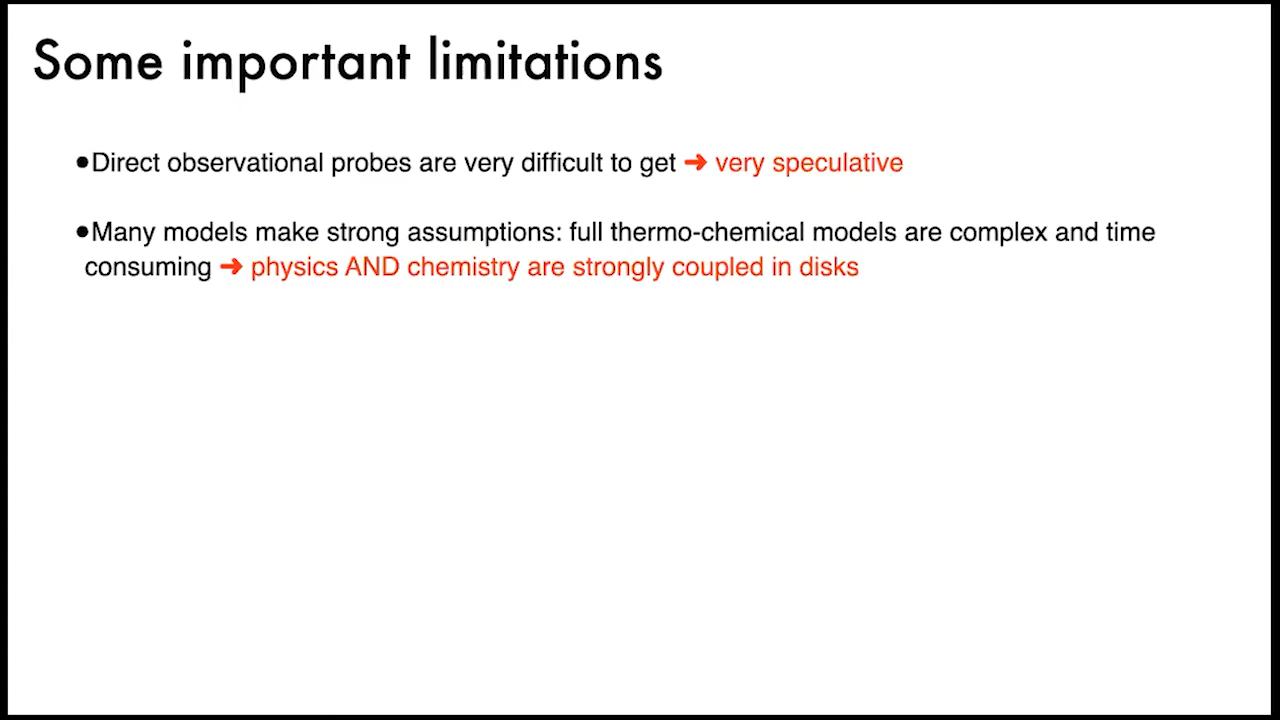 Some important limitations
•Direct observational probes are very difficult to get ➜ very speculative
•Many models make strong assumptions: full thermo-chemical models are complex and time
consuming ➜ physics AND chemistry are strongly coupled in disks